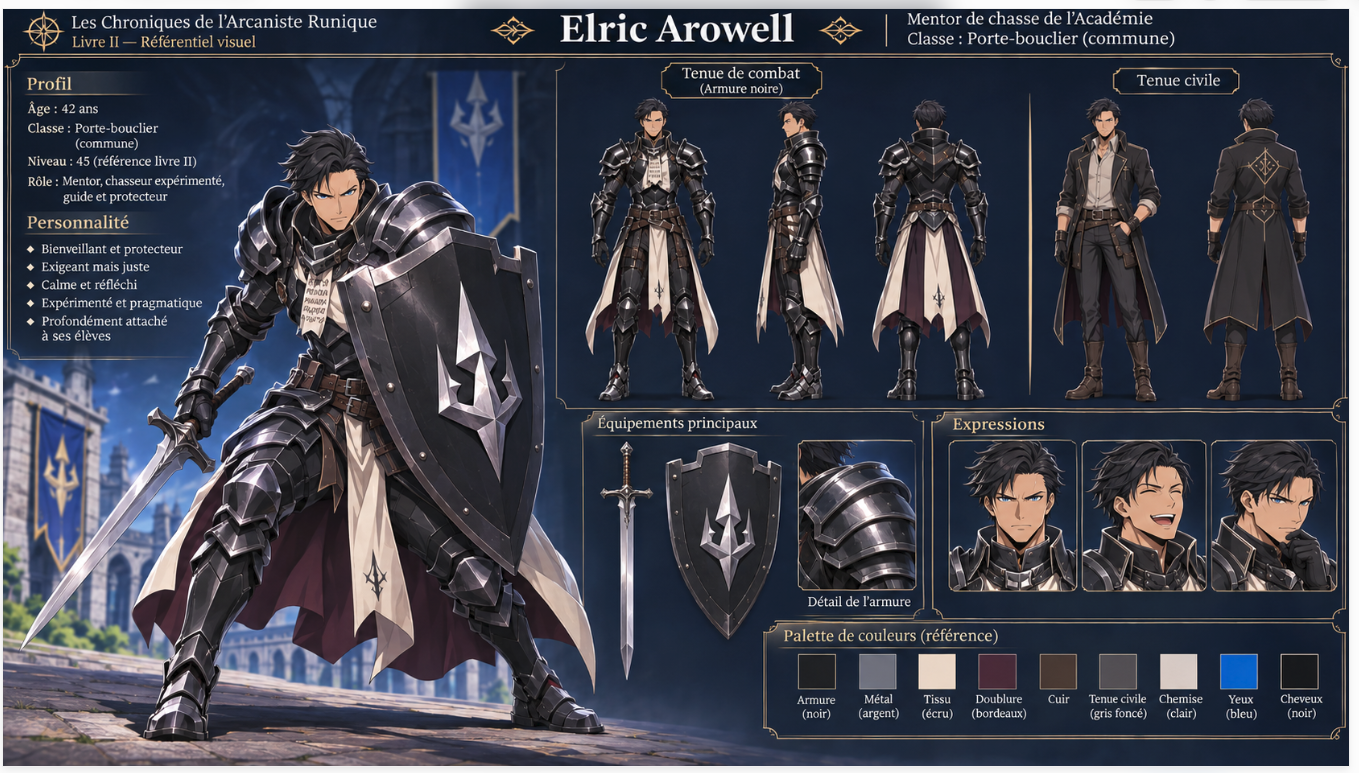 Les Chroniques de l'Arcaniste Runique
Livre II — Référentiel visuel
Elric Arowell
Mentor de chasse de l'Académie
Classe : Porte-bouclier (commune)
Profil
Âge : 42 ans
Classe : Porte-bouclier
(commune)
Niveau : 45 (référence livre II)
Rôle : Mentor, chasseur expérimenté,
guide et protecteur
Personnalité
Bienveillant et protecteur
Exigeant mais juste
Calme et réfléchi
Expérimenté et pragmatique
Profondément attaché
à ses élèves
Tenue de combat
(Armure noire)
Tenue civile
Équipements principaux
Détail de l'armure
Expressions
Palette de couleurs (référence)
Armure
(noir)
Métal
(argent)
Tissu
(écru)
Doublure
(bordeaux)
Cuir
Tenue civile
(gris foncé)
Chemise
(clair)
Yeux
(bleu)
Cheveux
(noir)